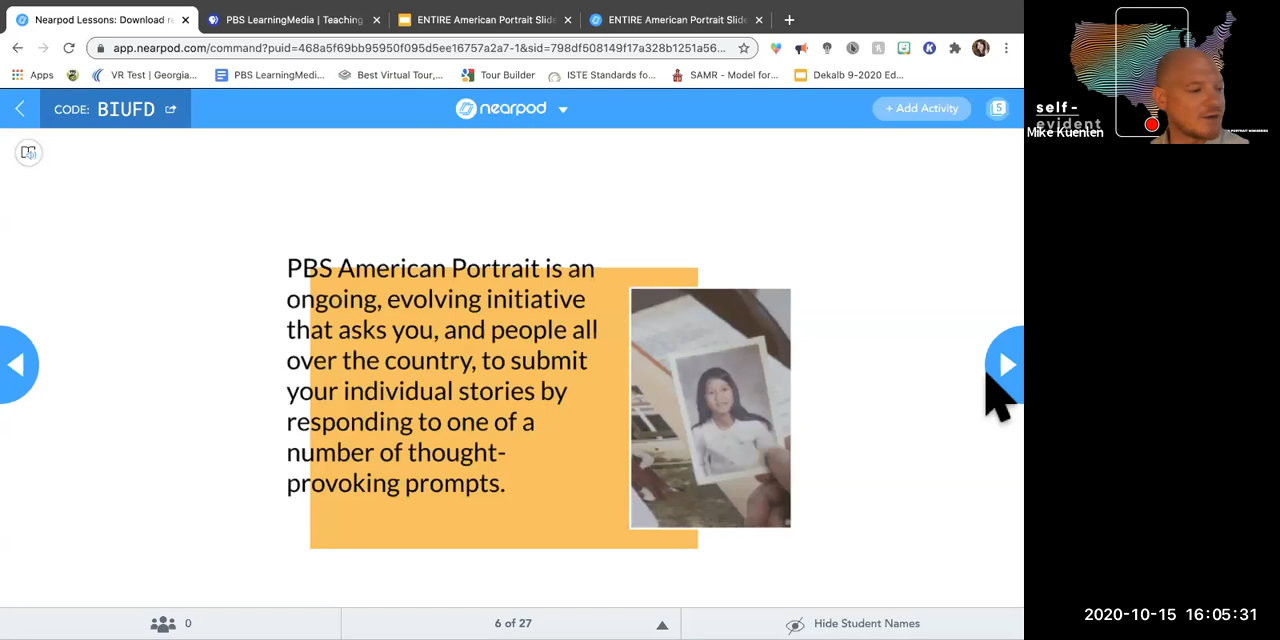 Nearpod Lessons: Download re
PBS LearningMedia | Teaching
ENTIRE American Portrait Slid
ENTIRE American Portrait Slid
app.nearpod.com/command?puid=468a5f69bb95950f095d5ee16757a2a7-1&sid=798df508149f17a328b1251a56...
Apps
VR Test | Georgia...
PBS LearningMedi...
Best Virtual Tour,...
Tour Builder
ISTE Standards fo...
SAMR - Model for...
Dekalb 9-2020 Ed...
CODE: BIUFD
nearpod
+ Add Activity
PBS American Portrait is an
ongoing, evolving initiative
that asks you, and people all
over the country, to submit
your individual stories by
responding to one of a
number of thought-
provoking prompts.
0
6 of 27
Hide Student Names
self-
evident
Mike Kuenlen
2020-10-15 16:05:31